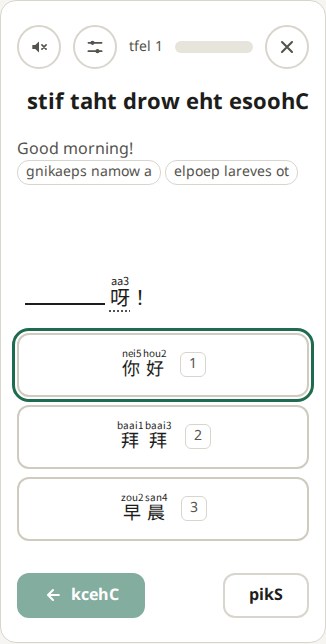 tfel 1
stif taht drow eht esoohC
Good morning!
gnikaeps namow a
elpoep lareves ot
aa3
呀！
nei5 hou2
你好 1
baai1 baai3
拜拜 2
zou2 san4
早晨 3
kcehC
pikS